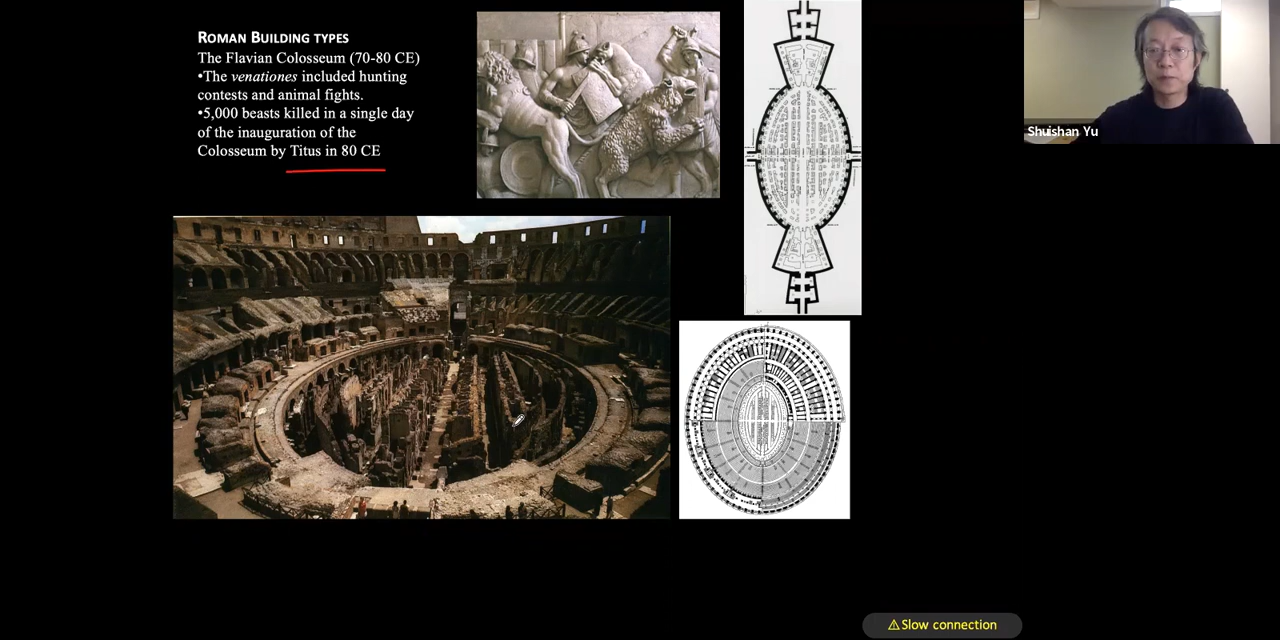 ROMAN BUILDING TYPES
The Flavian Colosseum (70-80 CE)
•The venationes included hunting
contests and animal fights.
•5,000 beasts killed in a single day
of the inauguration of the
Colosseum by Titus in 80 CE
Shuishan Yu
⚠Slow connection